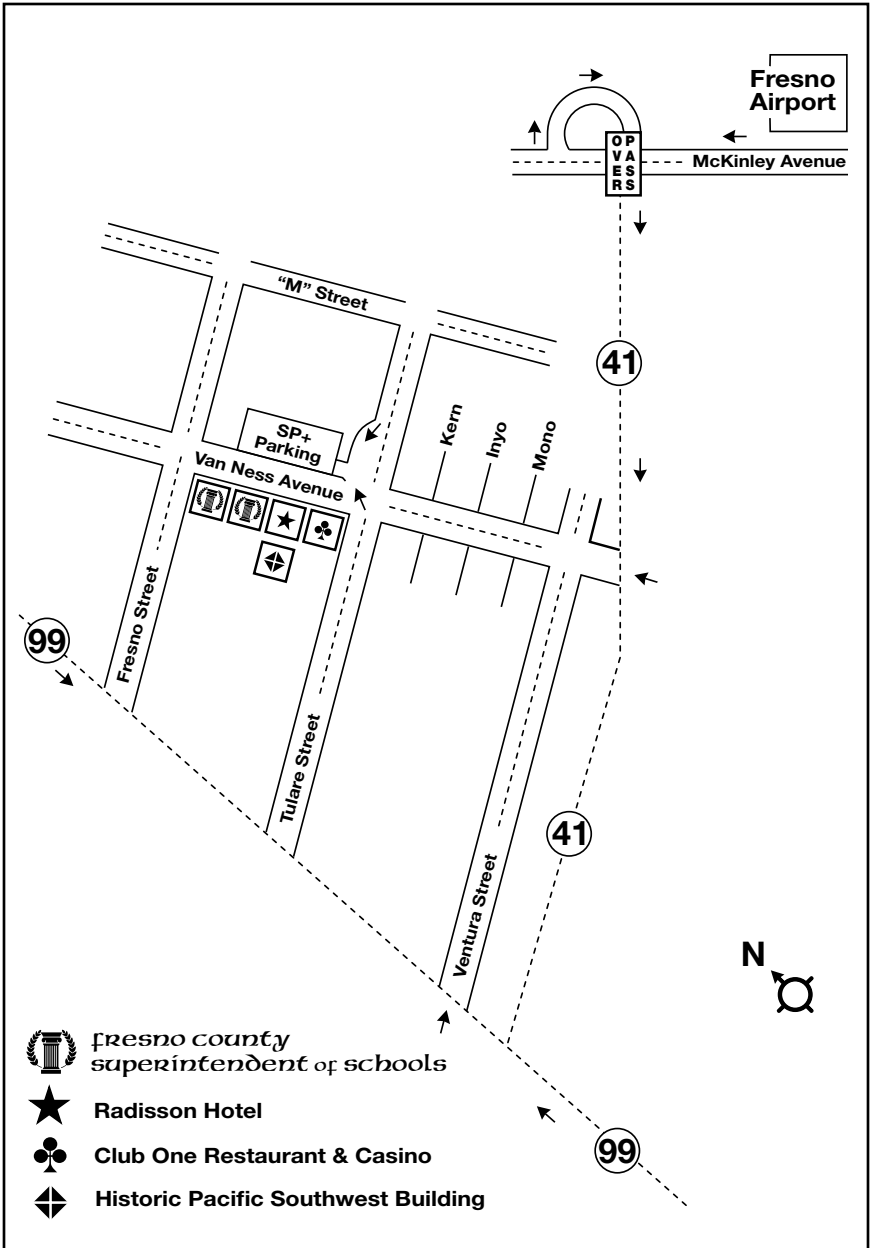 Fresno
Airport
OVER
PASS
McKinley Avenue
"M" Street
41
Kern
Inyo
Mono
SP+
Parking
Van Ness Avenue
99
Fresno Street
Tulare Street
Ventura Street
41
N
99
fresno county
superintendent of schools
Radisson Hotel
Club One Restaurant & Casino
Historic Pacific Southwest Building